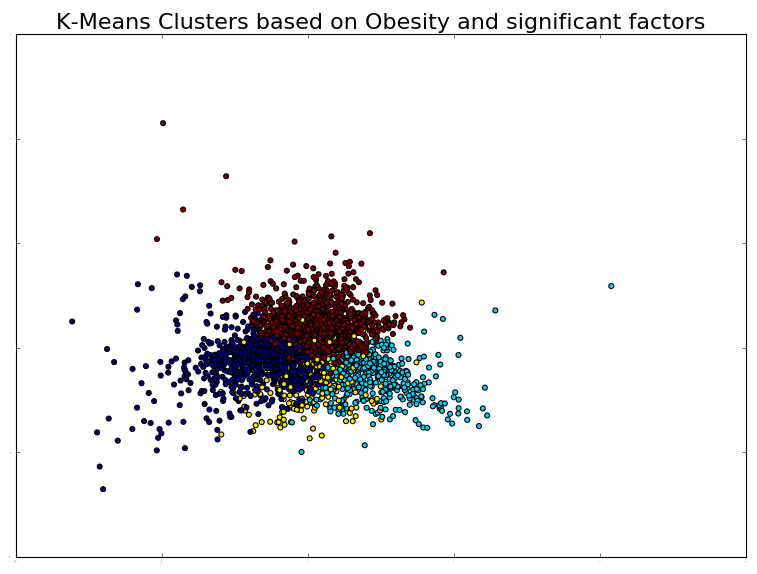 K-Means Clusters based on Obesity and significant factors